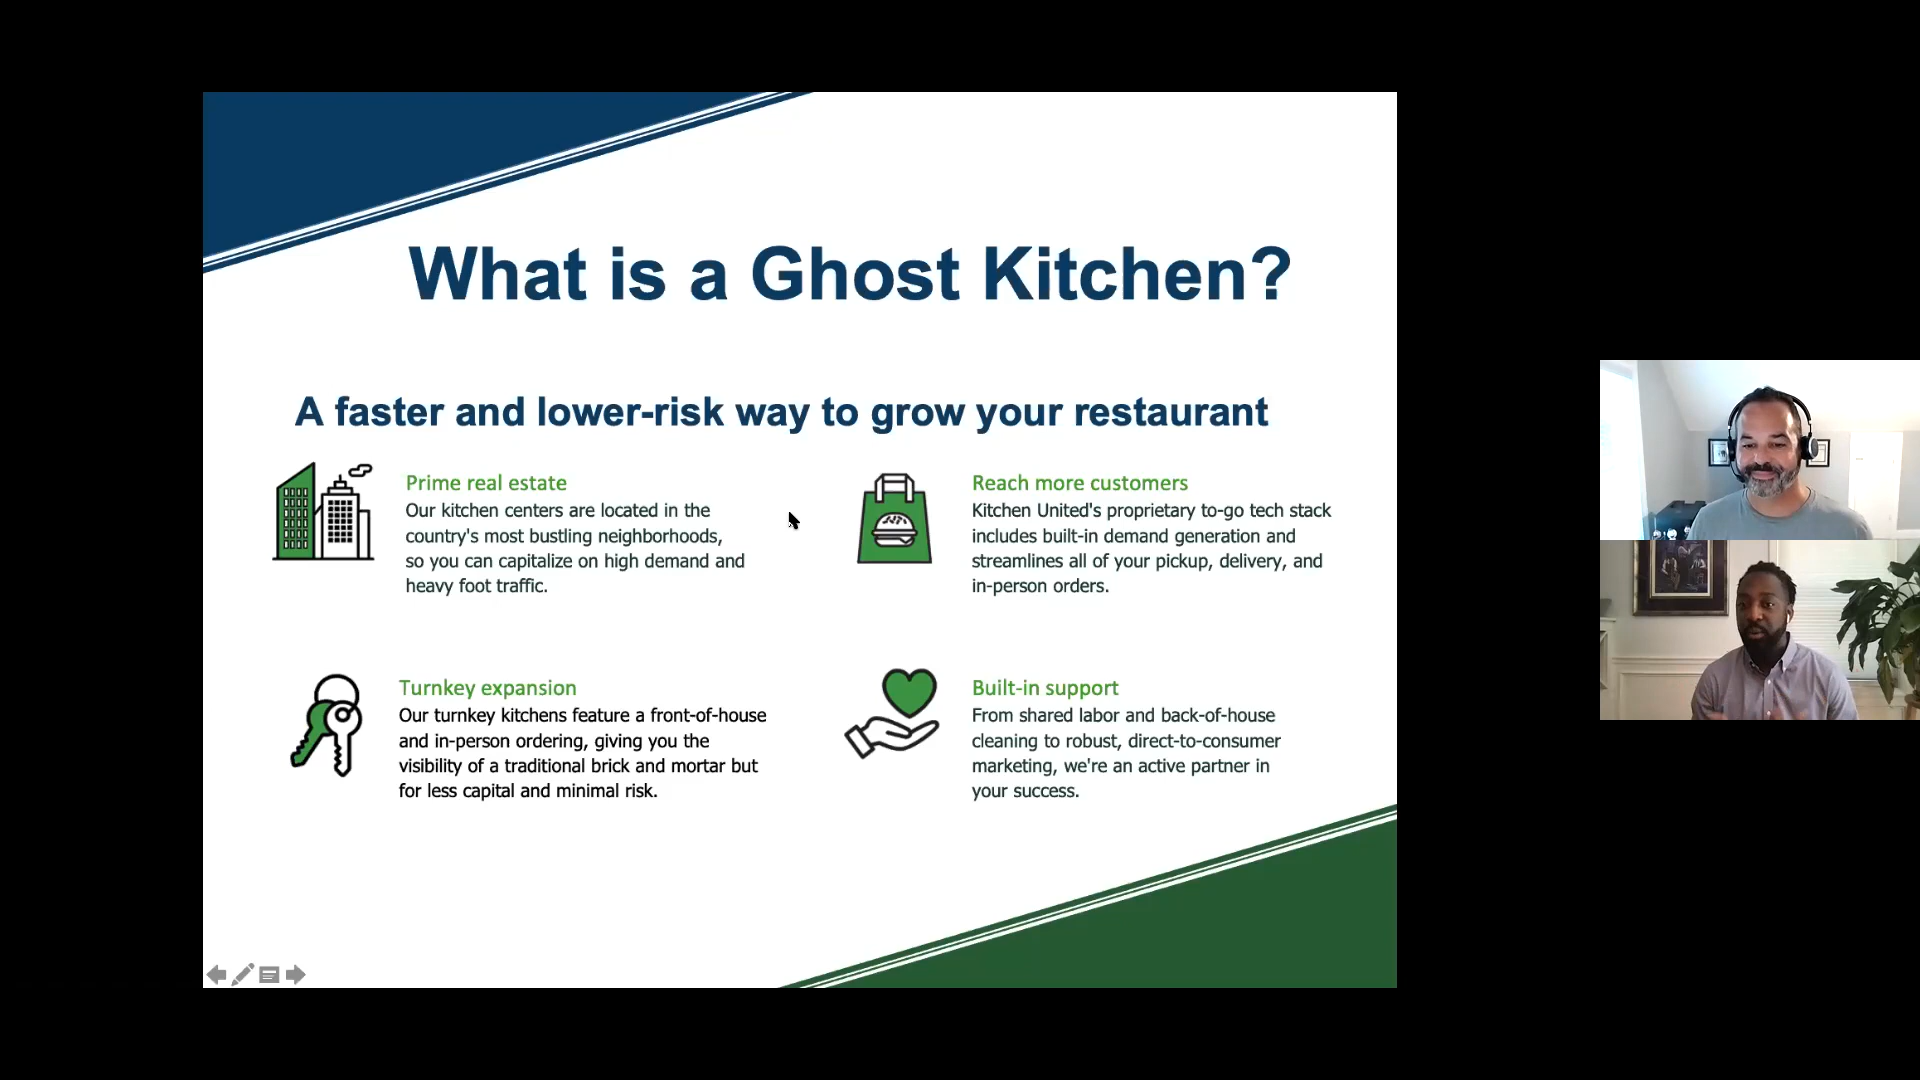 What is a Ghost Kitchen?
A faster and lower-risk way to grow your restaurant
Prime real estate
Our kitchen centers are located in the
country's most bustling neighborhoods,
so you can capitalize on high demand and
heavy foot traffic.
Reach more customers
Kitchen United's proprietary to-go tech stack
includes built-in demand generation and
streamlines all of your pickup, delivery, and
in-person orders.
Turnkey expansion
Our turnkey kitchens feature a front-of-house
and in-person ordering, giving you the
visibility of a traditional brick and mortar but
for less capital and minimal risk.
Built-in support
From shared labor and back-of-house
cleaning to robust, direct-to-consumer
marketing, we're an active partner in
your success.